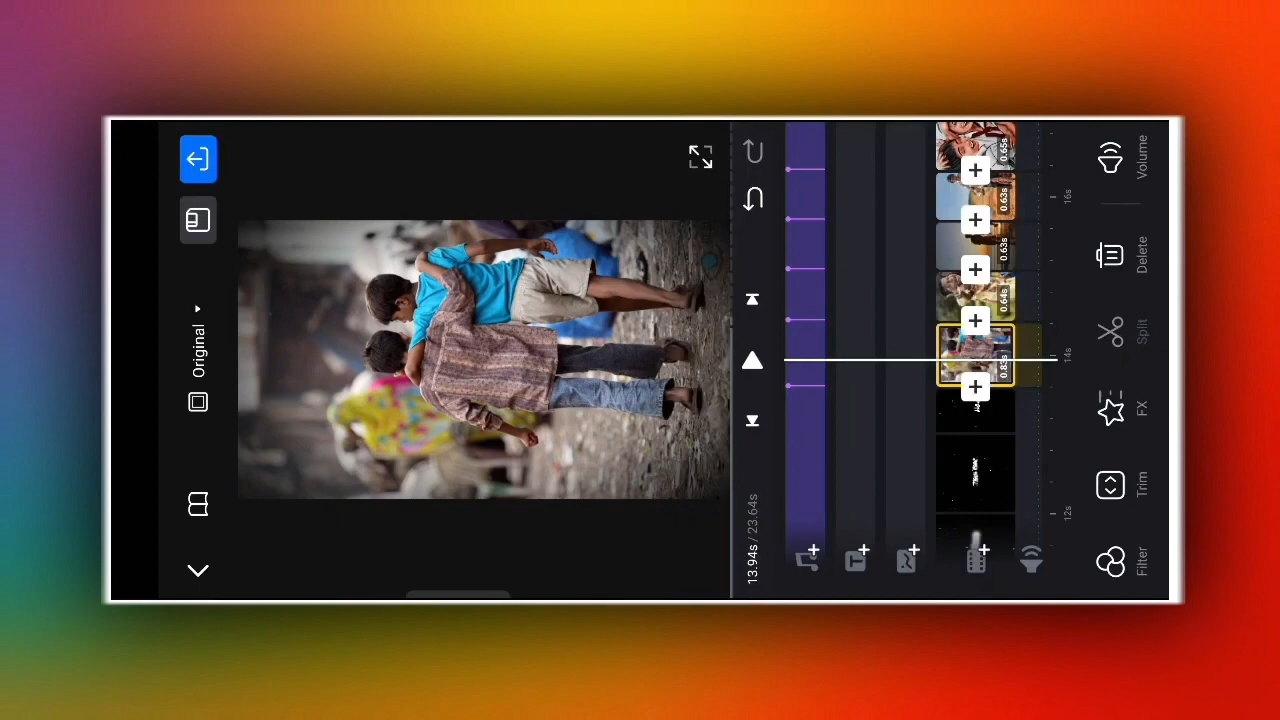 Original
13.94s / 23.64s
12s
14s
16s
0.83s
0.64s
0.63s
0.63s
0.65s
Filter
Trim
FX
Split
Delete
Volume